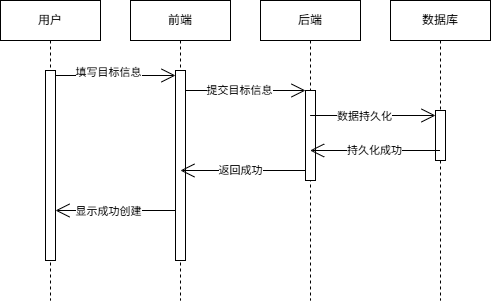 用户
前端
后端
数据库
填写目标信息
提交目标信息
数据持久化
持久化成功
返回成功
显示成功创建